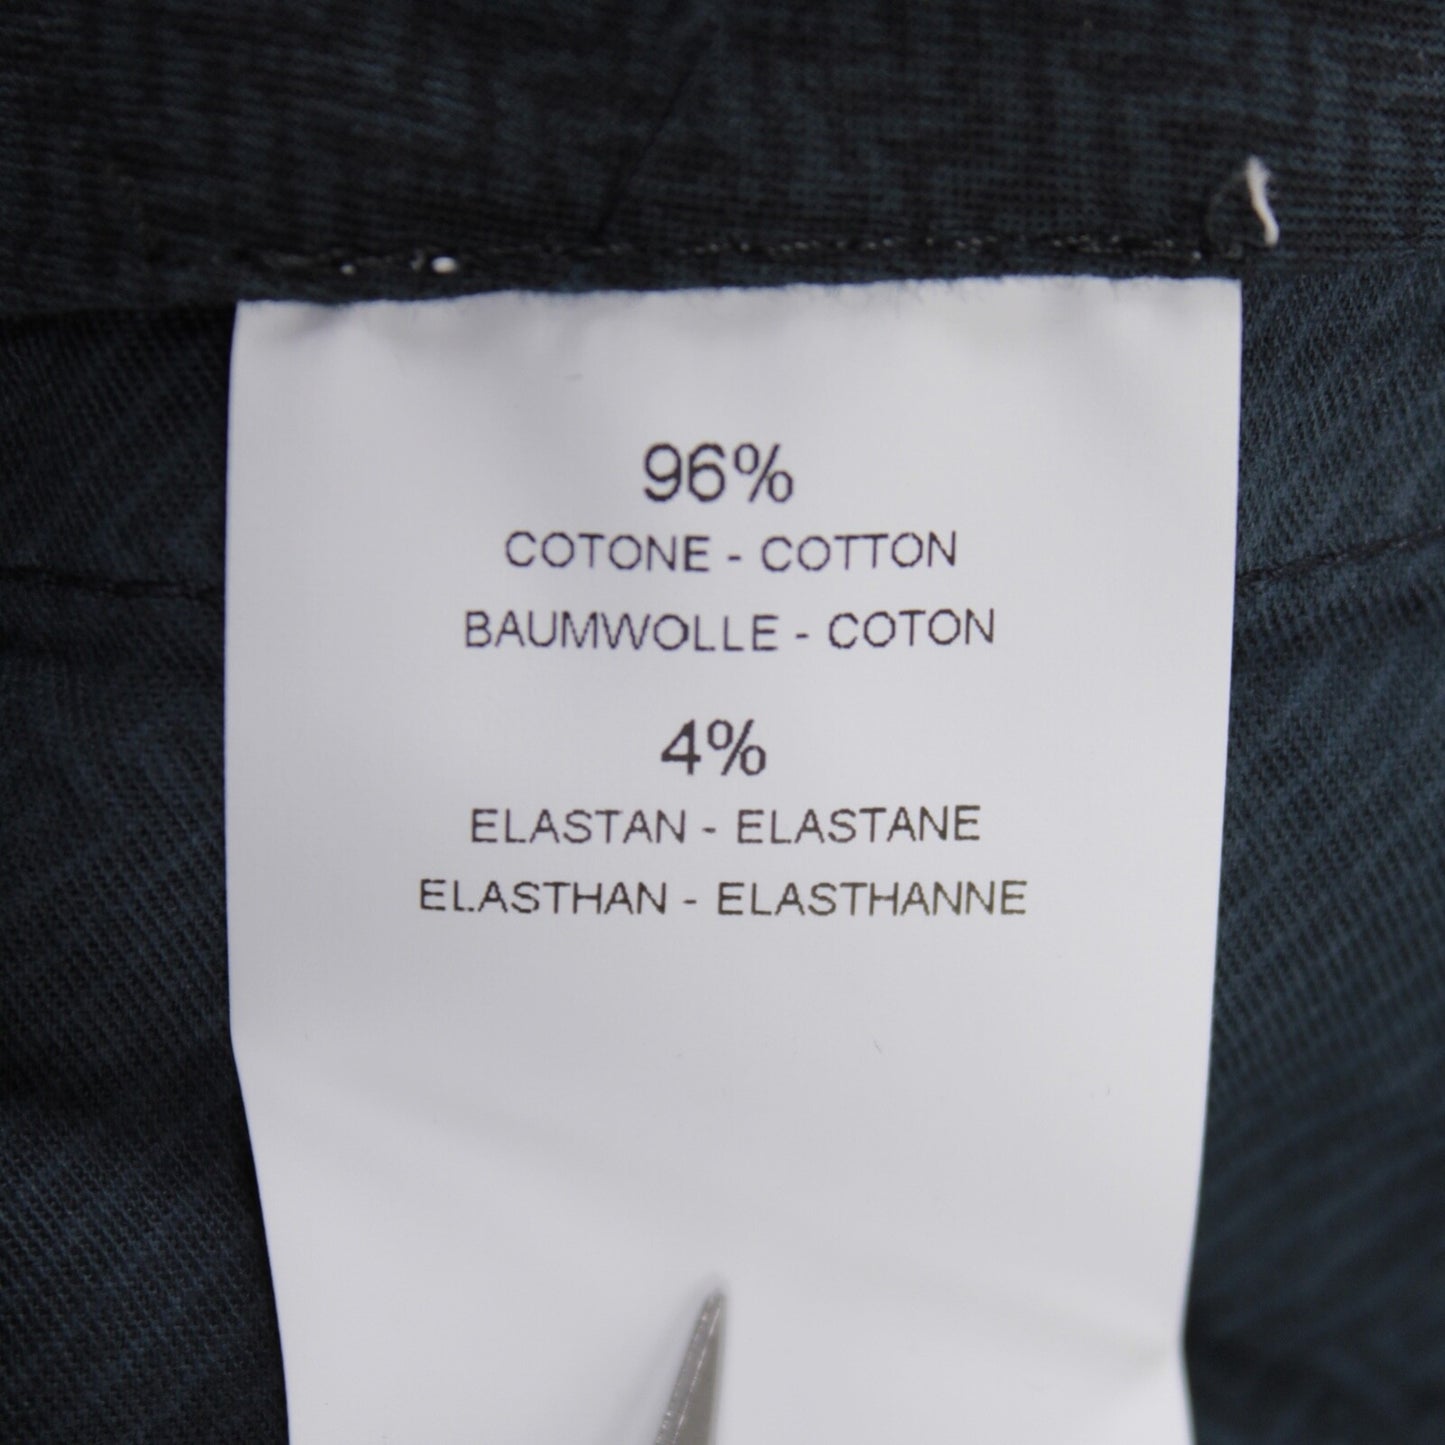 96%
COTONE - COTTON
BAUMWOLLE - COTON
4%
ELASTAN - ELASTANE
ELASTHAN - ELASTHANNE